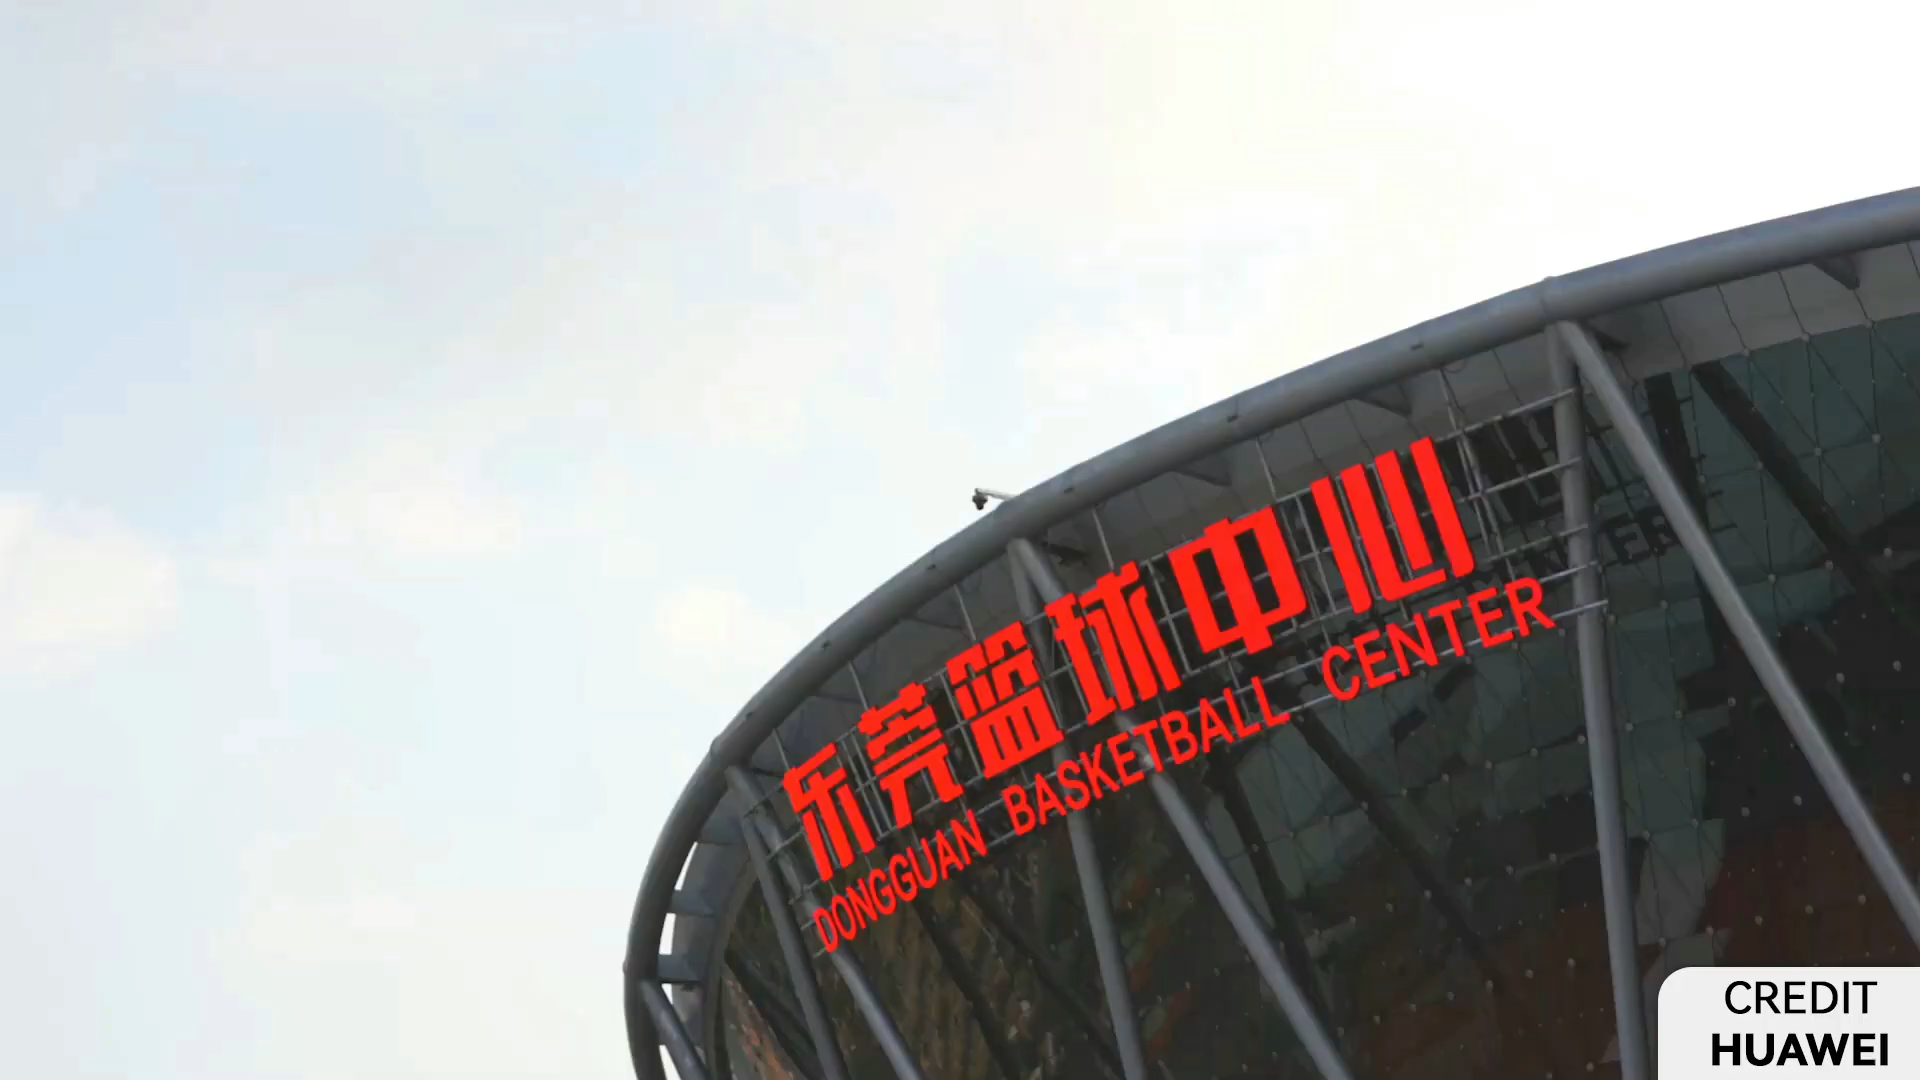 东莞篮球中心
DONGGUAN BASKETBALL CENTER
CREDIT
HUAWEI